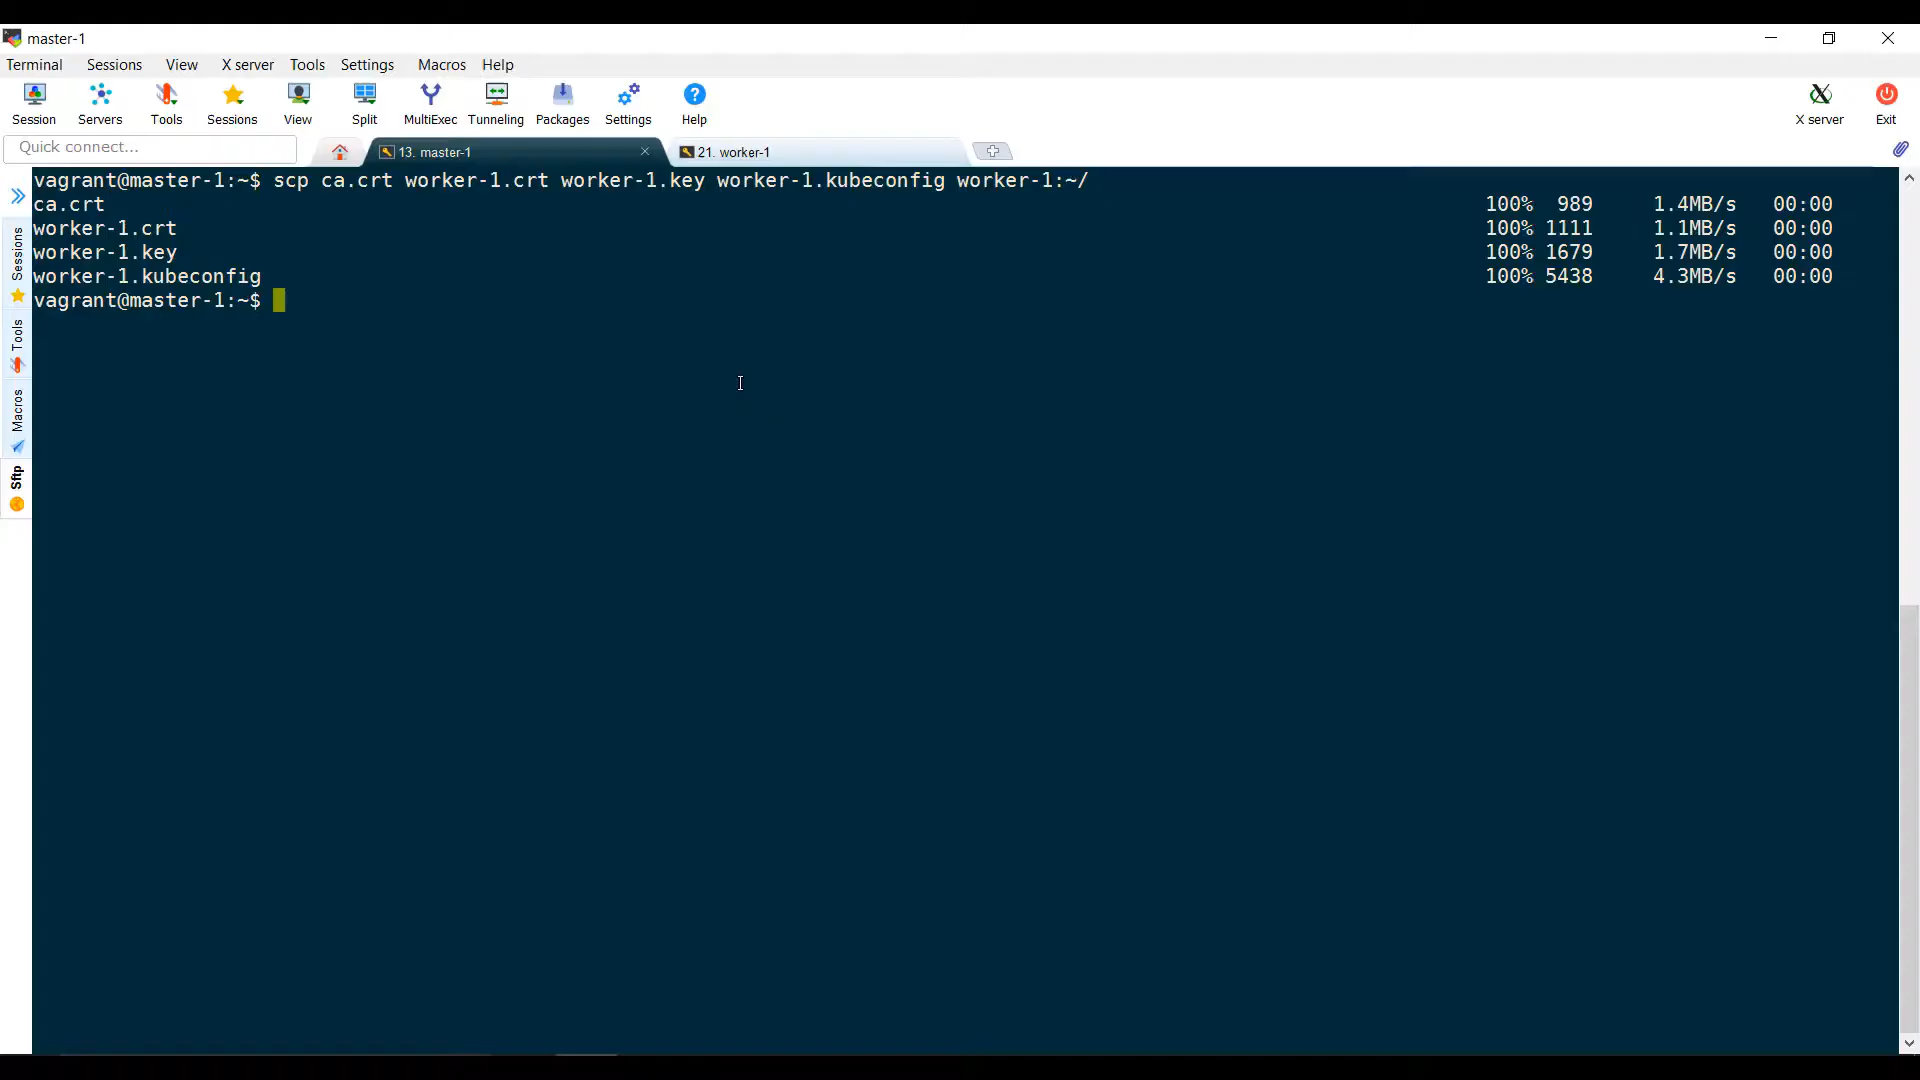 master-1
Terminal Sessions View X server Tools Settings Macros Help
Session Servers Tools Sessions View Split MultiExec Tunneling Packages Settings Help X server Exit
Quick connect... 13. master-1 21. worker-1
vagrant@master-1:~$ scp ca.crt worker-1.crt worker-1.key worker-1.kubeconfig worker-1:~/
ca.crt 100% 989 1.4MB/s 00:00
worker-1.crt 100% 1111 1.1MB/s 00:00
worker-1.key 100% 1679 1.7MB/s 00:00
worker-1.kubeconfig 100% 5438 4.3MB/s 00:00
vagrant@master-1:~$
Sessions
Tools
Macros
Sftp